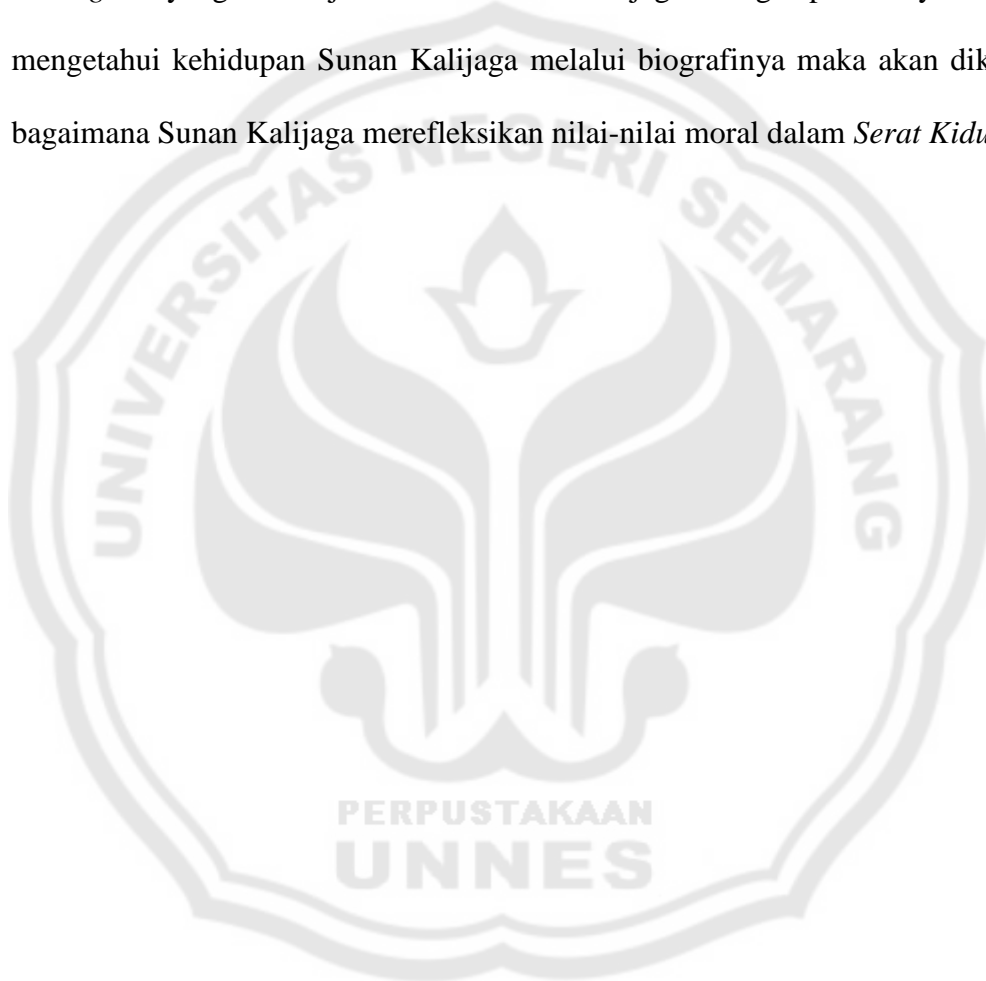 mengetahui kehidupan Sunan Kalijaga melalui biografinya maka akan
bagaimana Sunan Kalijaga merefleksikan nilai-nilai moral dalam Serat
UNIVERSITAS NEGERI SEMARANG
PERPUSTAKAAN
UNNES